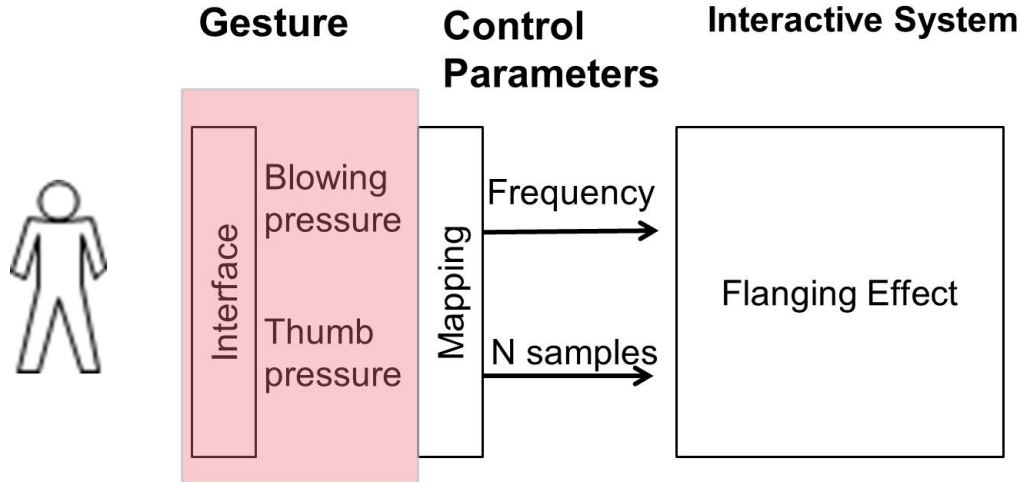 Gesture
Control
Parameters
Interactive System
Interface
Blowing
pressure
Thumb
pressure
Mapping
Frequency
N samples
Flanging Effect